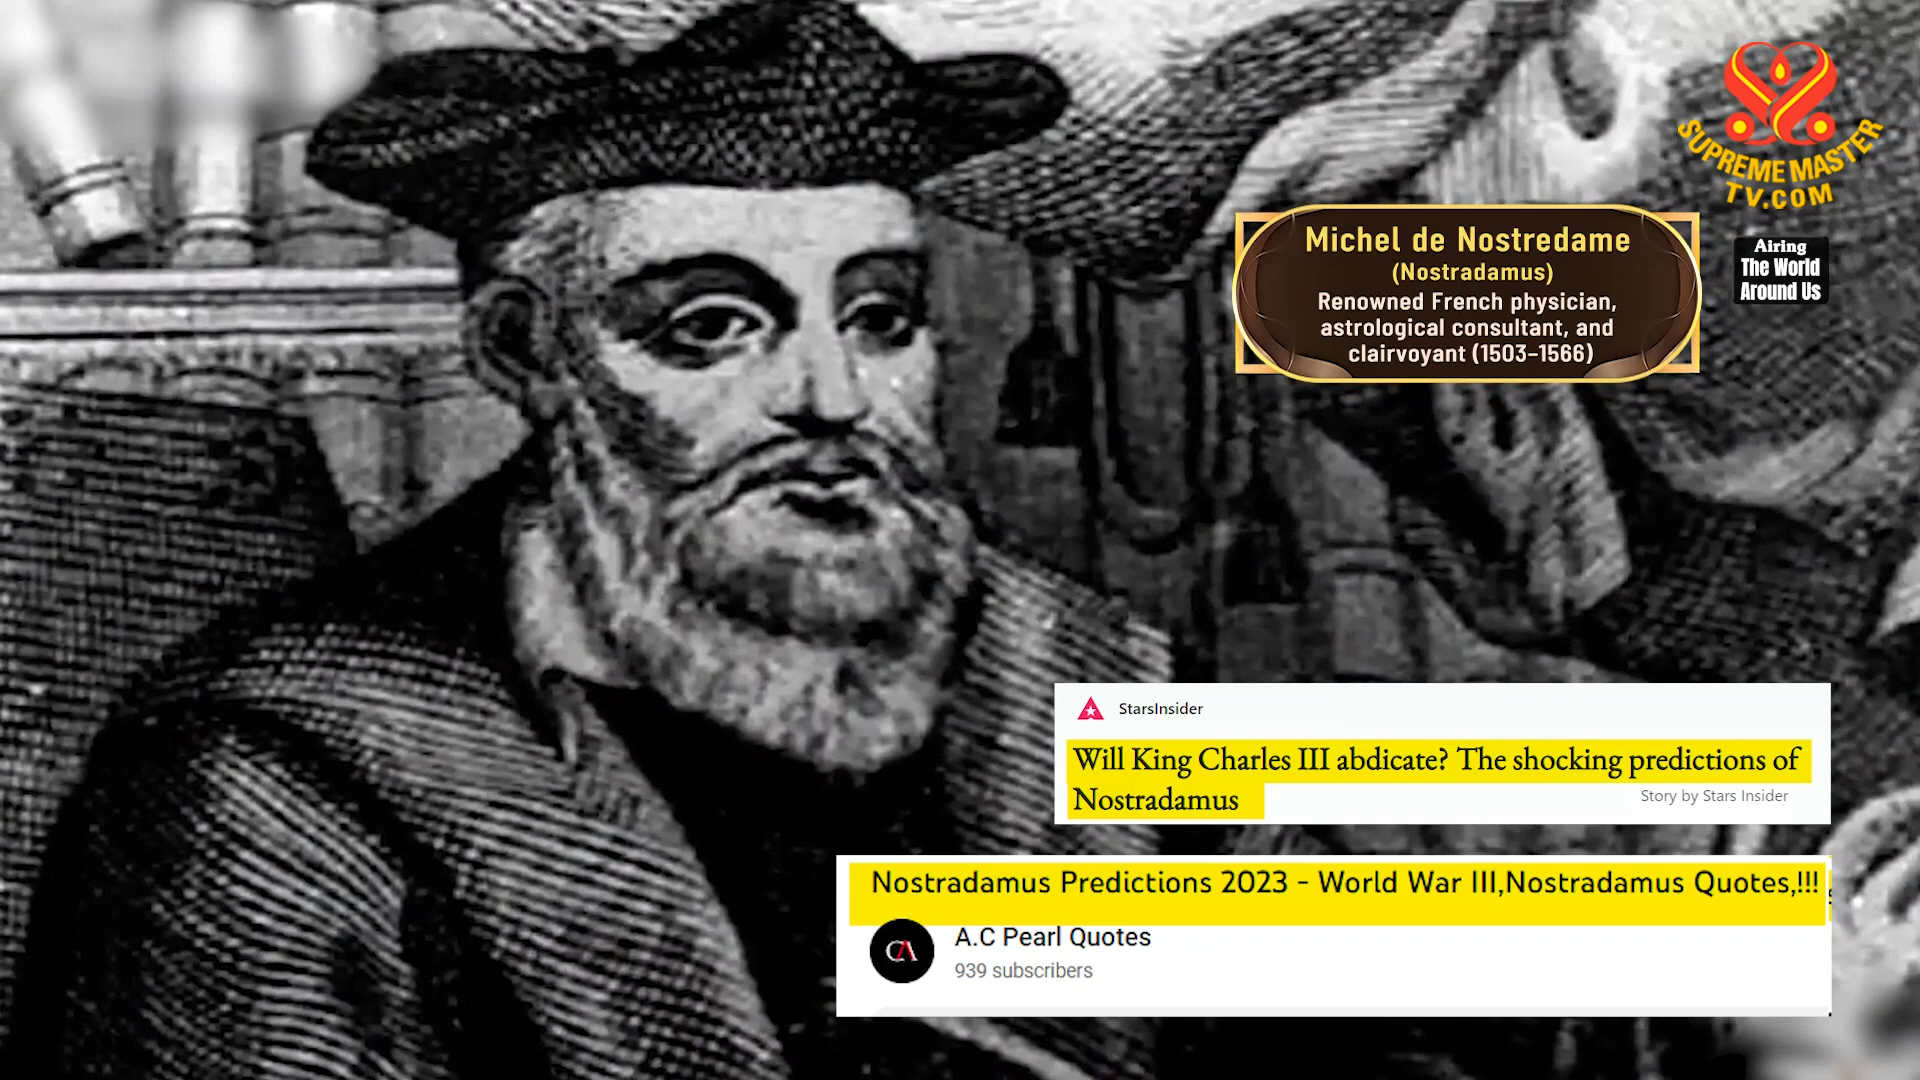 SUPREME MASTER
TV.COM
Michel de Nostredame
(Nostradamus)
Renowned French physician,
astrological consultant, and
clairvoyant (1503–1566)
Airing
The World
Around Us
StarsInsider
Will King Charles III abdicate? The shocking predictions of
Nostradamus
Story by Stars Insider
Nostradamus Predictions 2023 - World War III,Nostradamus Quotes,!!!
CA
A.C Pearl Quotes
939 subscribers